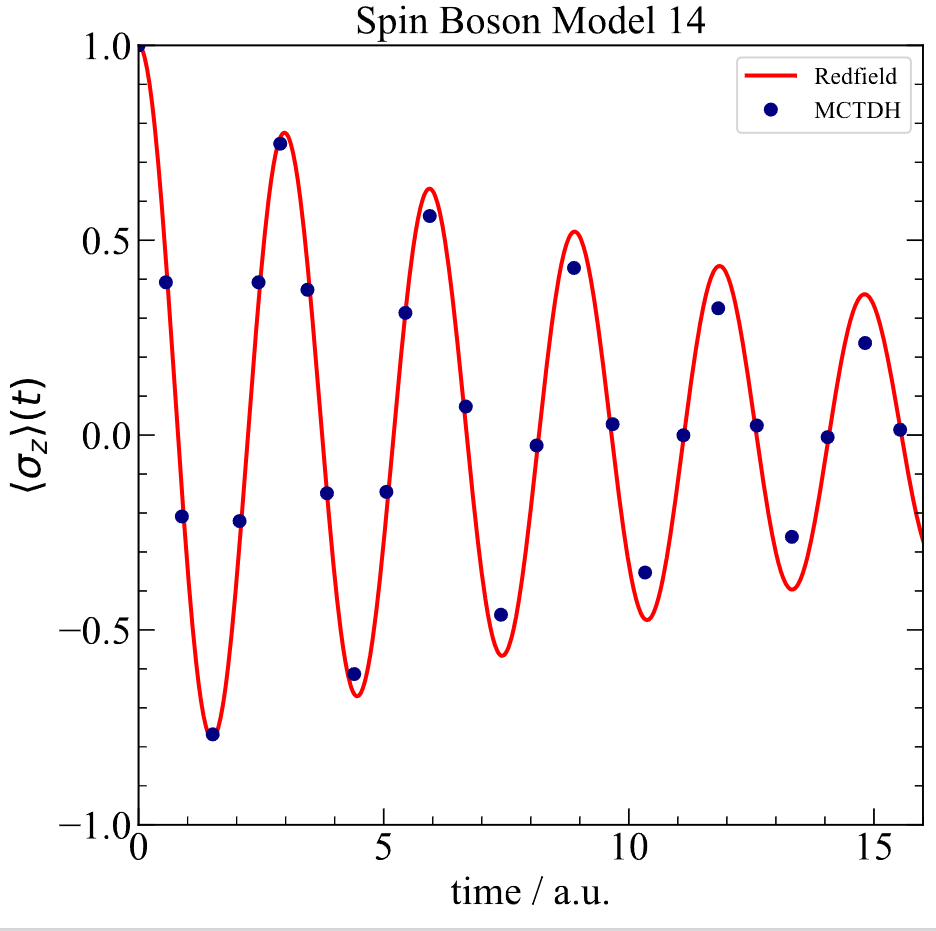 Spin Boson Model 14
1.0
0.5
0.0
−0.5
−1.0
⟨σz⟩(t)
Redfield
MCTDH
0 5 10 15
time / a.u.